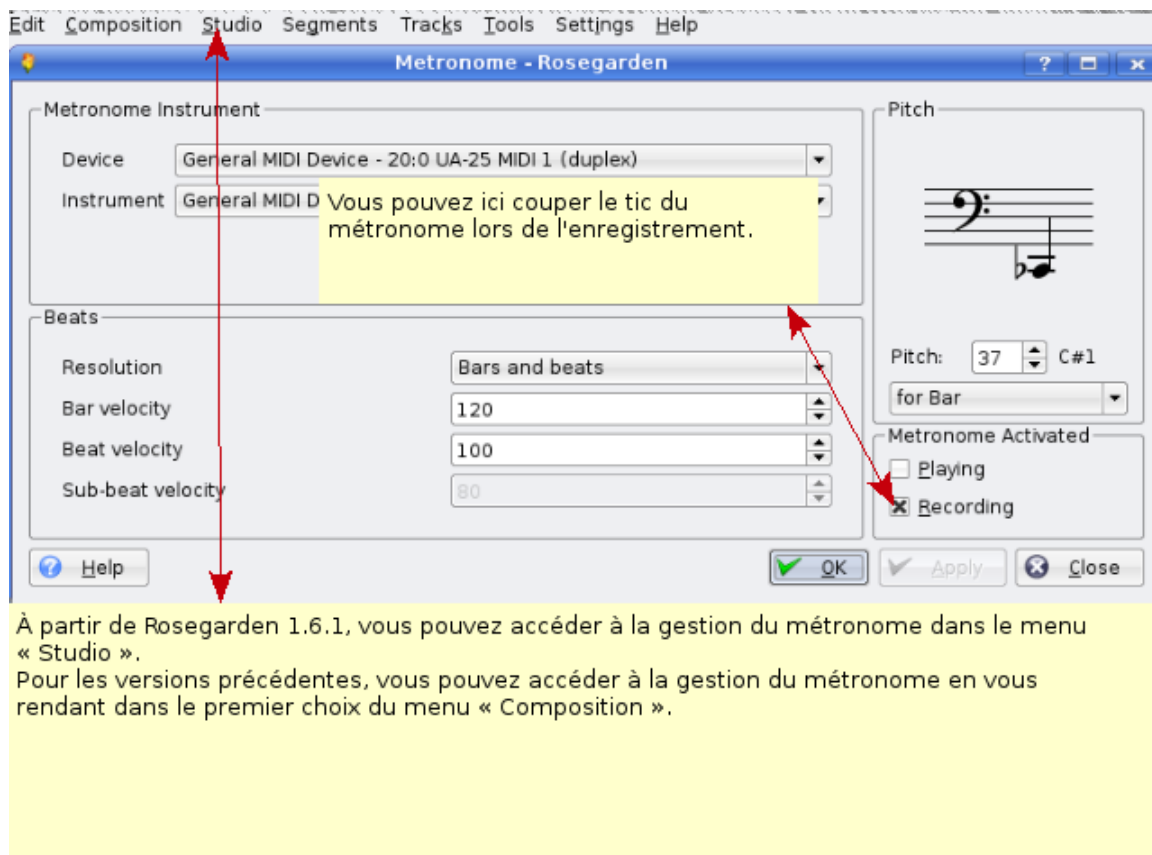 Edit Composition Studio Segments Tracks Tools Settings Help
Metronome - Rosegarden
Metronome Instrument
Device General MIDI Device - 20:0 UA-25 MIDI 1 (duplex)
Instrument General MIDI D
Vous pouvez ici couper le tic du
métronome lors de l'enregistrement.
Pitch
Pitch: 37 C#1
for Bar
Beats
Resolution Bars and beats
Bar velocity 120
Beat velocity 100
Sub-beat velocity 80
Metronome Activated
Playing
Recording
Help OK Apply Close
À partir de Rosegarden 1.6.1, vous pouvez accéder à la gestion du métronome dans le menu
« Studio ».
Pour les versions précédentes, vous pouvez accéder à la gestion du métronome en vous
rendant dans le premier choix du menu « Composition ».